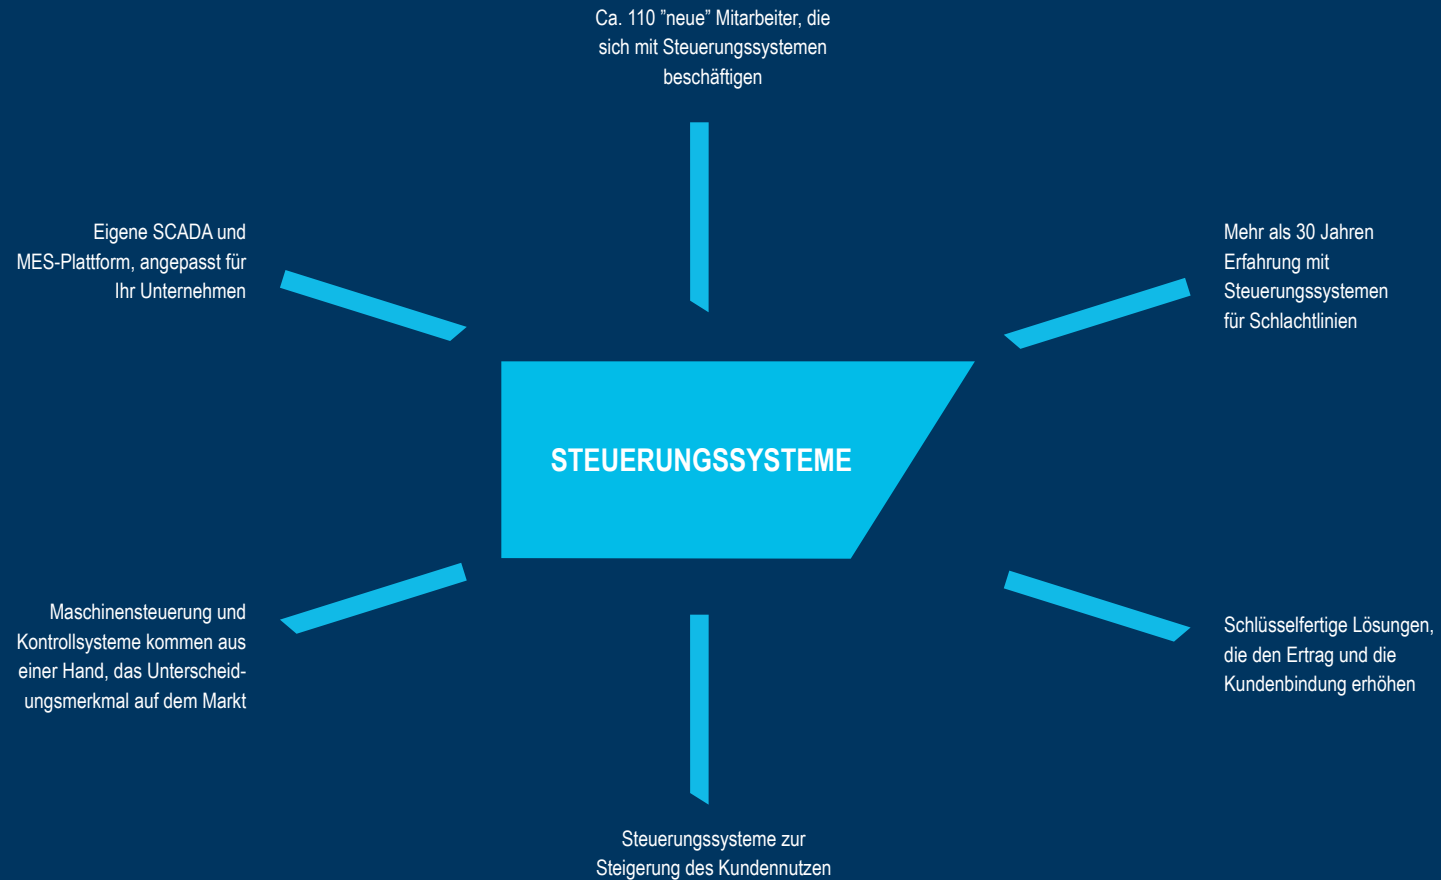 Ca. 110 ”neue” Mitarbeiter, die
sich mit Steuerungssystemen
beschäftigen
Eigene SCADA und
MES-Plattform, angepasst für
Ihr Unternehmen
Mehr als 30 Jahren
Erfahrung mit
Steuerungssystemen
für Schlachtlinien
STEUERUNGSSYSTEME
Maschinensteuerung und
Kontrollsysteme kommen aus
einer Hand, das Unterscheid-
ungsmerkmal auf dem Markt
Schlüsselfertige Lösungen,
die den Ertrag und die
Kundenbindung erhöhen
Steuerungssysteme zur
Steigerung des Kundennutzen